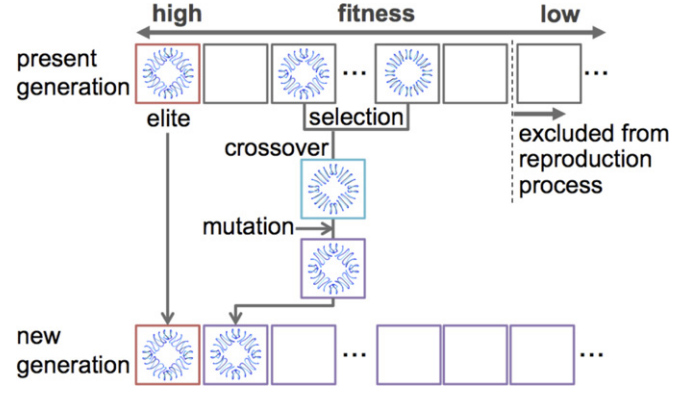 high fitness low
present
generation
...
...
elite
selection
excluded from
reproduction
process
crossover
mutation
new
generation
...
...